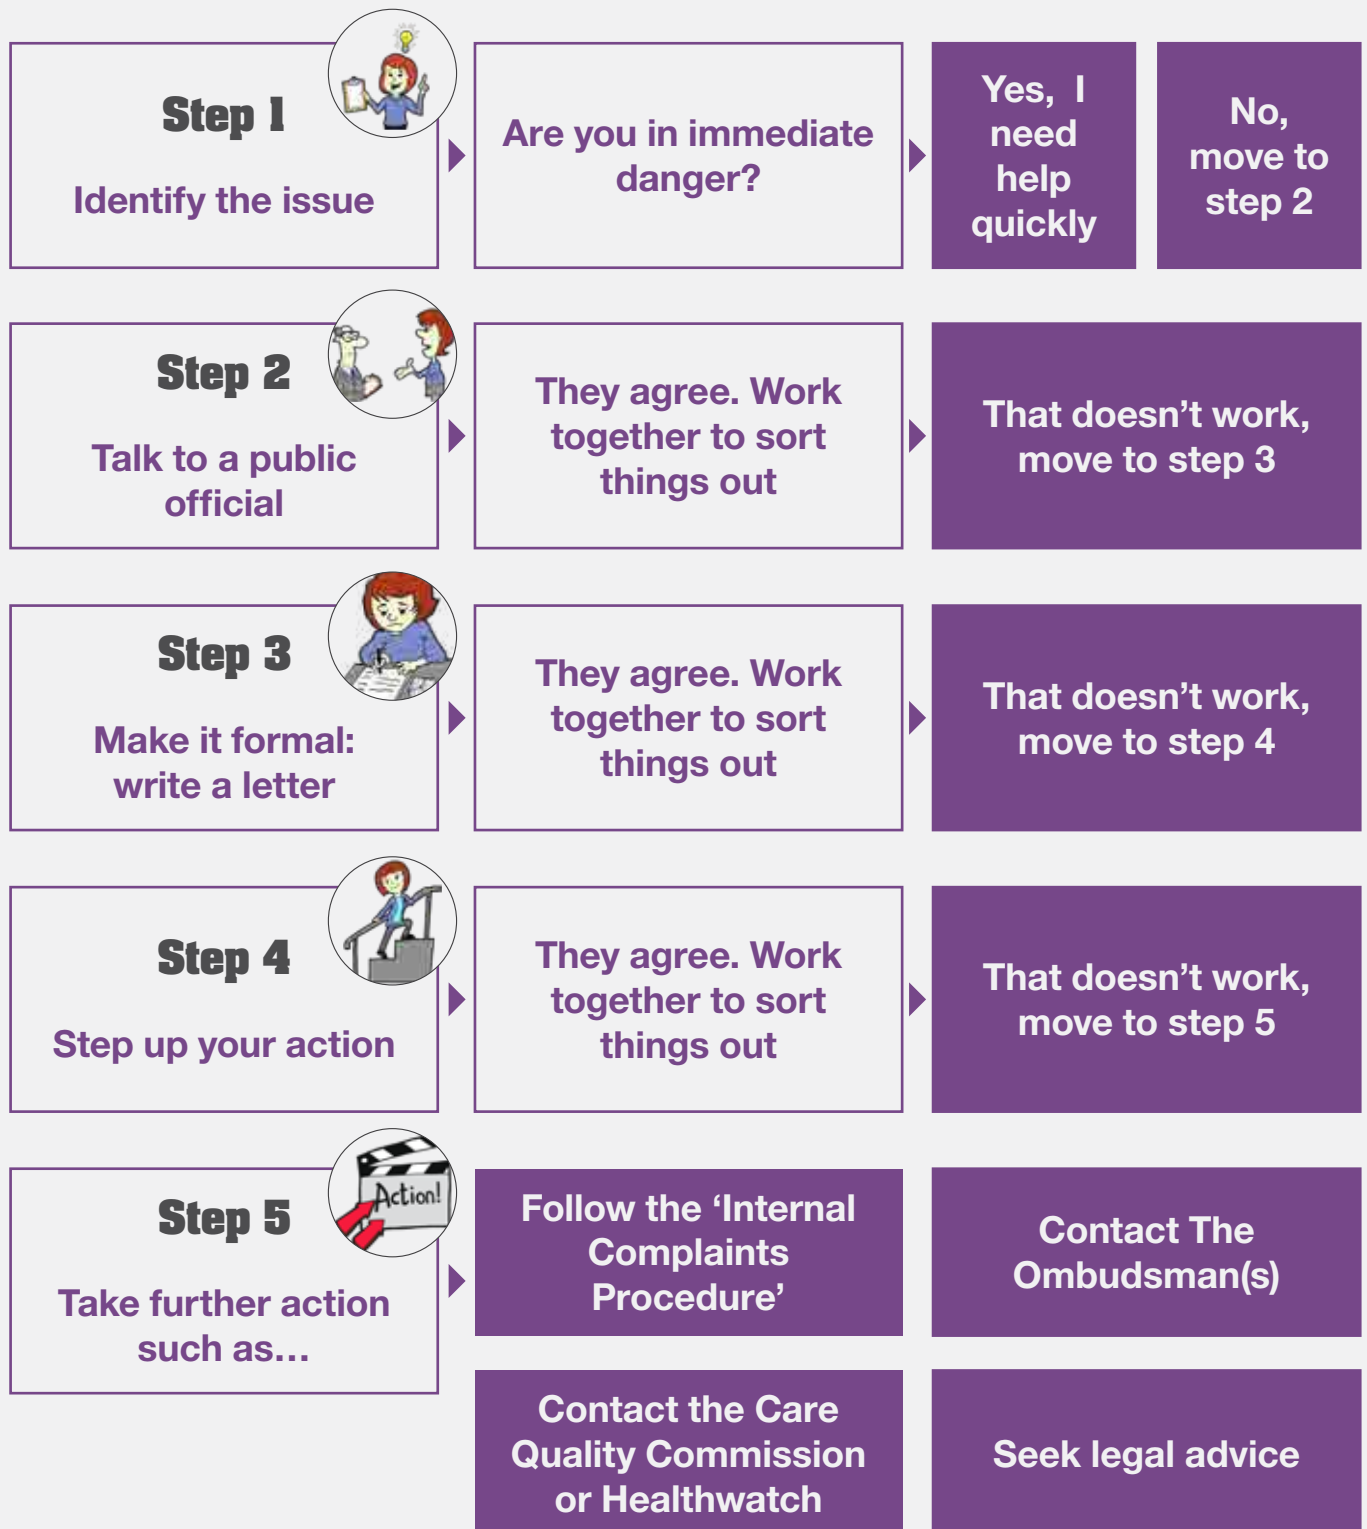 Step 1
Identify the issue
Are you in immediate
danger?
Yes, I
need
help
quickly
No,
move to
step 2
Step 2
Talk to a public
official
They agree. Work
together to sort
things out
That doesn’t work,
move to step 3
Step 3
Make it formal:
write a letter
They agree. Work
together to sort
things out
That doesn’t work,
move to step 4
Step 4
Step up your action
They agree. Work
together to sort
things out
That doesn’t work,
move to step 5
Step 5
Take further action
such as…
Action!
Follow the ‘Internal
Complaints
Procedure’
Contact The
Ombudsman(s)
Contact the Care
Quality Commission
or Healthwatch
Seek legal advice